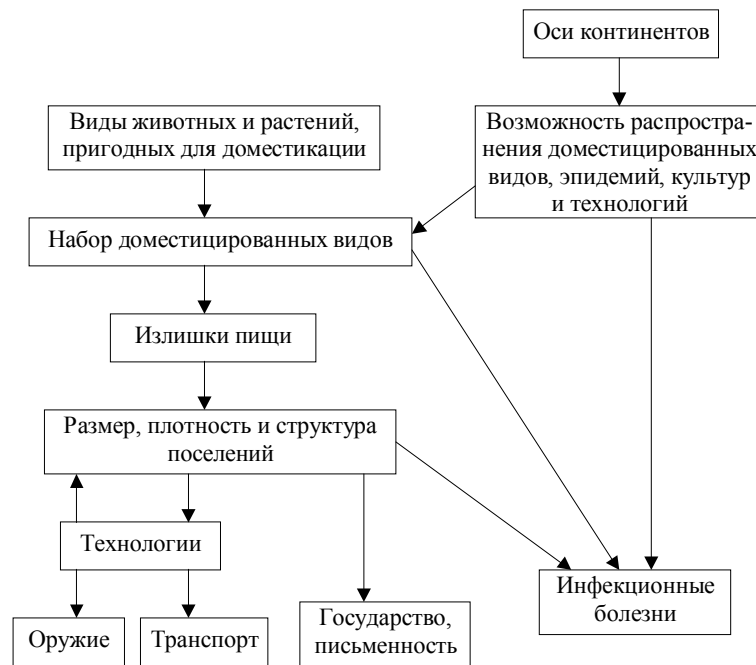 Оси континентов
Виды животных и растений,
пригодных для доместикации
Возможность распростра-
нения доместицированных
видов, эпидемий, культур
и технологий
Набор доместицированных видов
Излишки пищи
Размер, плотность и структура
поселений
Технологии
Инфекционные
болезни
Оружие
Транспорт
Государство,
письменность